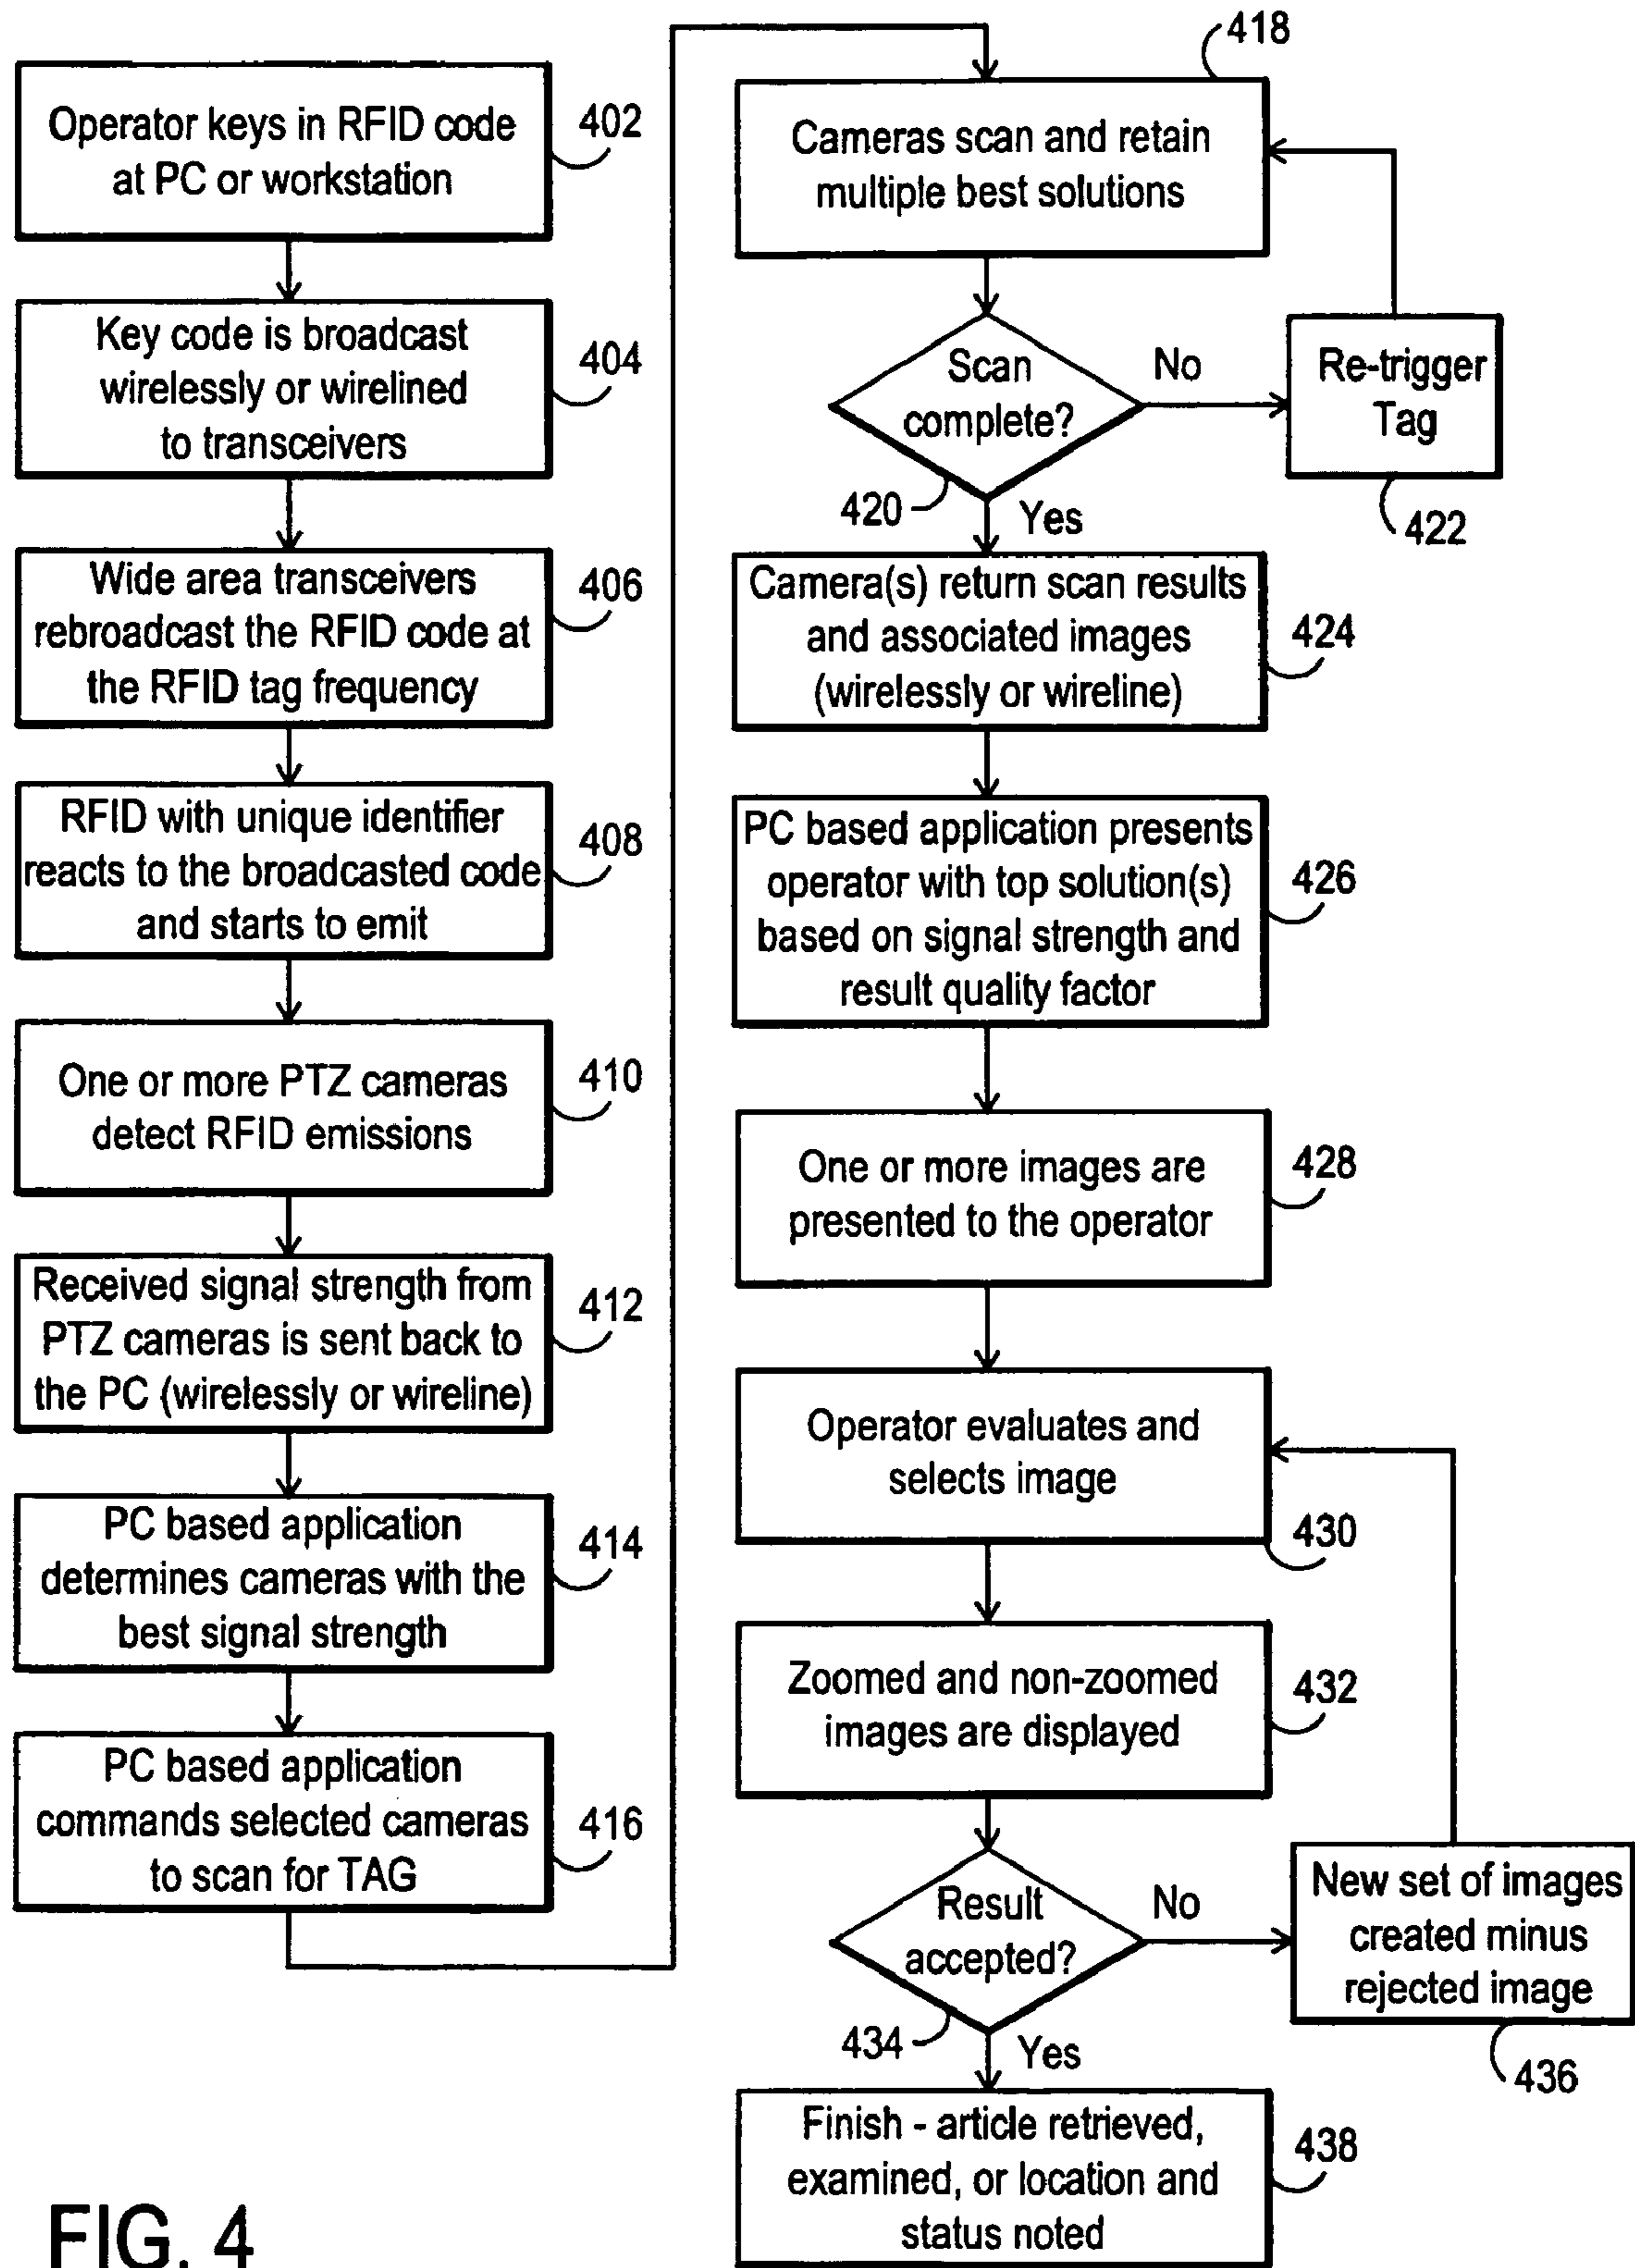 Operator keys in RFID code
at PC or workstation
402
Key code is broadcast
wirelessly or wirelined
to transceivers
404
Wide area transceivers
rebroadcast the RFID code at
the RFID tag frequency
406
RFID with unique identifier
reacts to the broadcasted code
and starts to emit
408
One or more PTZ cameras
detect RFID emissions
410
Received signal strength from
PTZ cameras is sent back to
the PC (wirelessly or wireline)
412
PC based application
determines cameras with the
best signal strength
414
PC based application
commands selected cameras
to scan for TAG
416
418
Cameras scan and retain
multiple best solutions
Scan
complete?
420
No
Yes
Re-trigger
Tag
422
Camera(s) return scan results
and associated images
(wirelessly or wireline)
424
PC based application presents
operator with top solution(s)
based on signal strength and
result quality factor
426
One or more images are
presented to the operator
428
Operator evaluates and
selects image
430
Zoomed and non-zoomed
images are displayed
432
Result
accepted?
434
No
Yes
New set of images
created minus
rejected image
436
Finish - article retrieved,
examined, or location and
status noted
438
FIG. 4